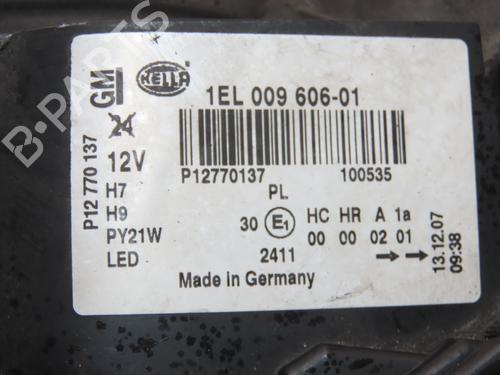 B-PARTS
GM
HELLA
1EL 009 606-01
24
12V
H7
H9
PY21W
LED
P12 770 137
P12770137 100535
PL
30 E1 HC HR A 1a
00 00 02 01
2411
Made in Germany
13.12.07
09:38